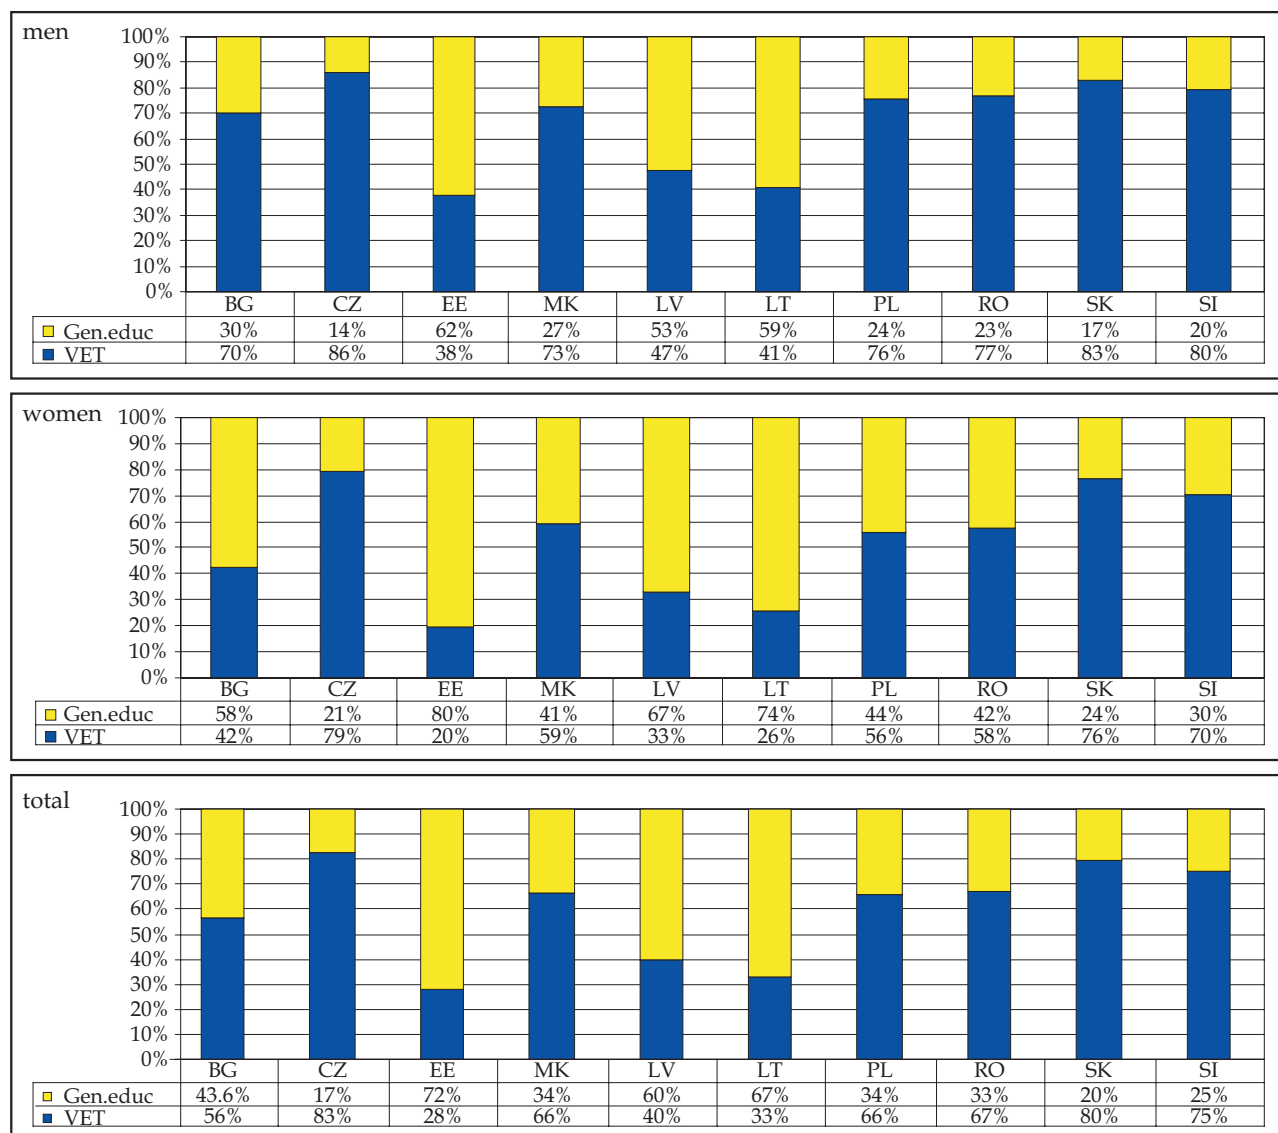 men
100%
90%
80%
70%
60%
50%
40%
30%
20%
10%
0%
BG CZ EE MK LV LT PL RO SK SI
Gen.educ 30% 14% 62% 27% 53% 59% 24% 23% 17% 20%
VET 70% 86% 38% 73% 47% 41% 76% 77% 83% 80%
women
100%
90%
80%
70%
60%
50%
40%
30%
20%
10%
0%
BG CZ EE MK LV LT PL RO SK SI
Gen.educ 58% 21% 80% 41% 67% 74% 44% 42% 24% 30%
VET 42% 79% 20% 59% 33% 26% 56% 58% 76% 70%
total
100%
90%
80%
70%
60%
50%
40%
30%
20%
10%
0%
BG CZ EE MK LV LT PL RO SK SI
Gen.educ 43.6% 17% 72% 34% 60% 67% 34% 33% 20% 25%
VET 56% 83% 28% 66% 40% 33% 66% 67% 80% 75%